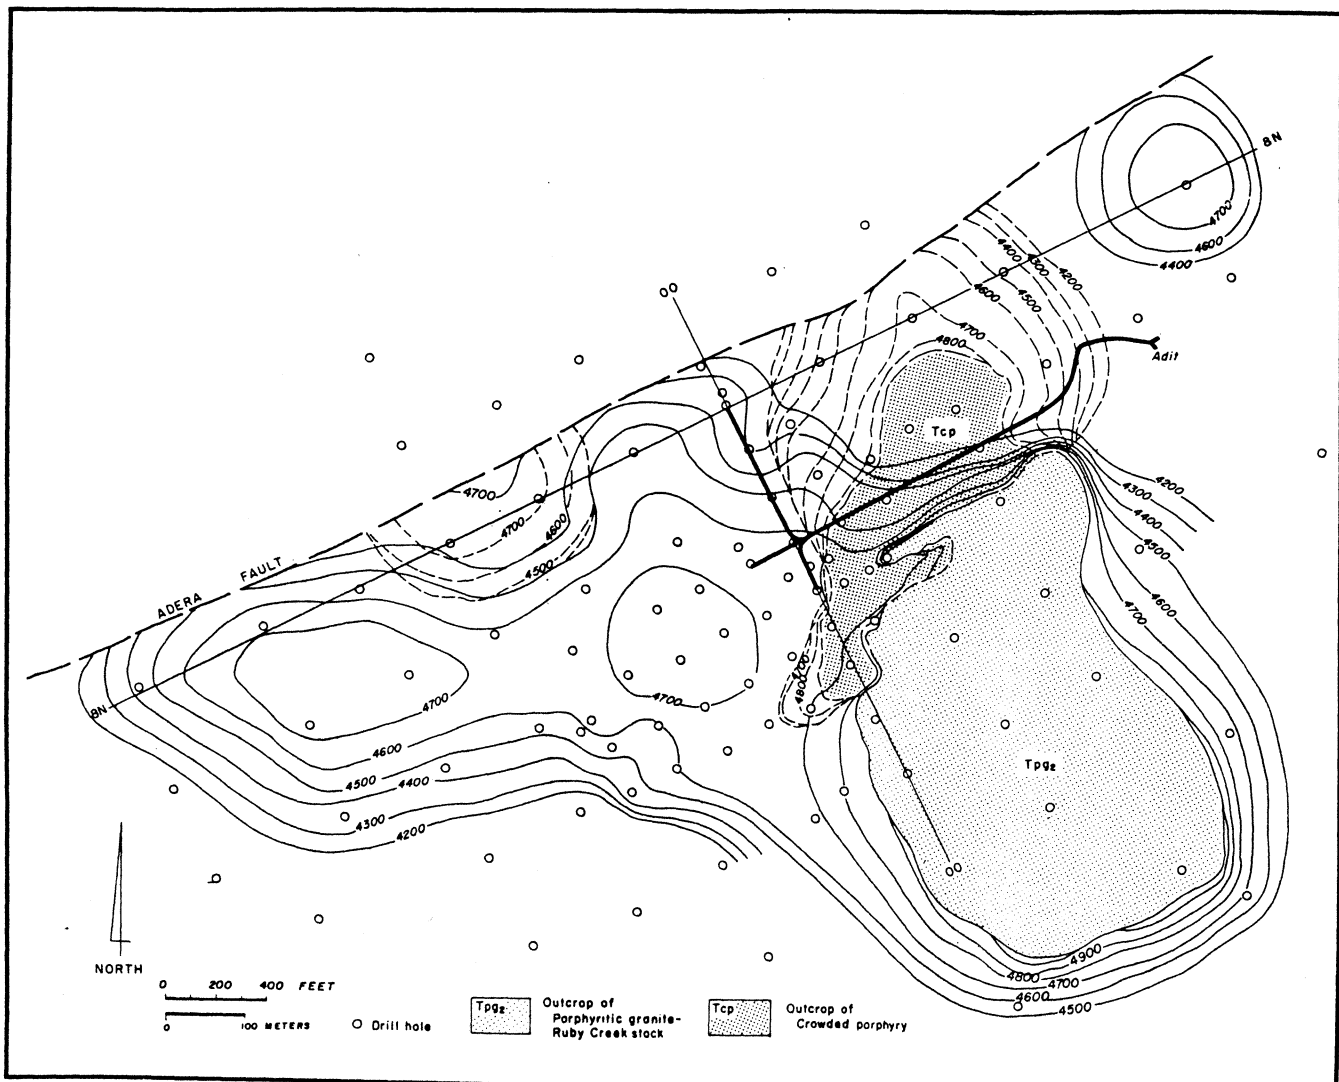 8N
4700
4600
4400
00
4400
4300
4200
4500
4600
4700
4800
Adit
Tcp
4700
4700
4600
4500
FAULT
ADERA
4200
4300
4400
4500
4600
4700
4700
4800
4700
4700
8N
4600
4500
4400
4300
4200
Tpg2
00
4900
4800
4700
4600
4500
NORTH
0 200 400 FEET
0 100 METERS
Drill hole
Tpg2
Outcrop of
Porphyritic granite-
Ruby Creek stock
Tcp
Outcrop of
Crowded porphyry